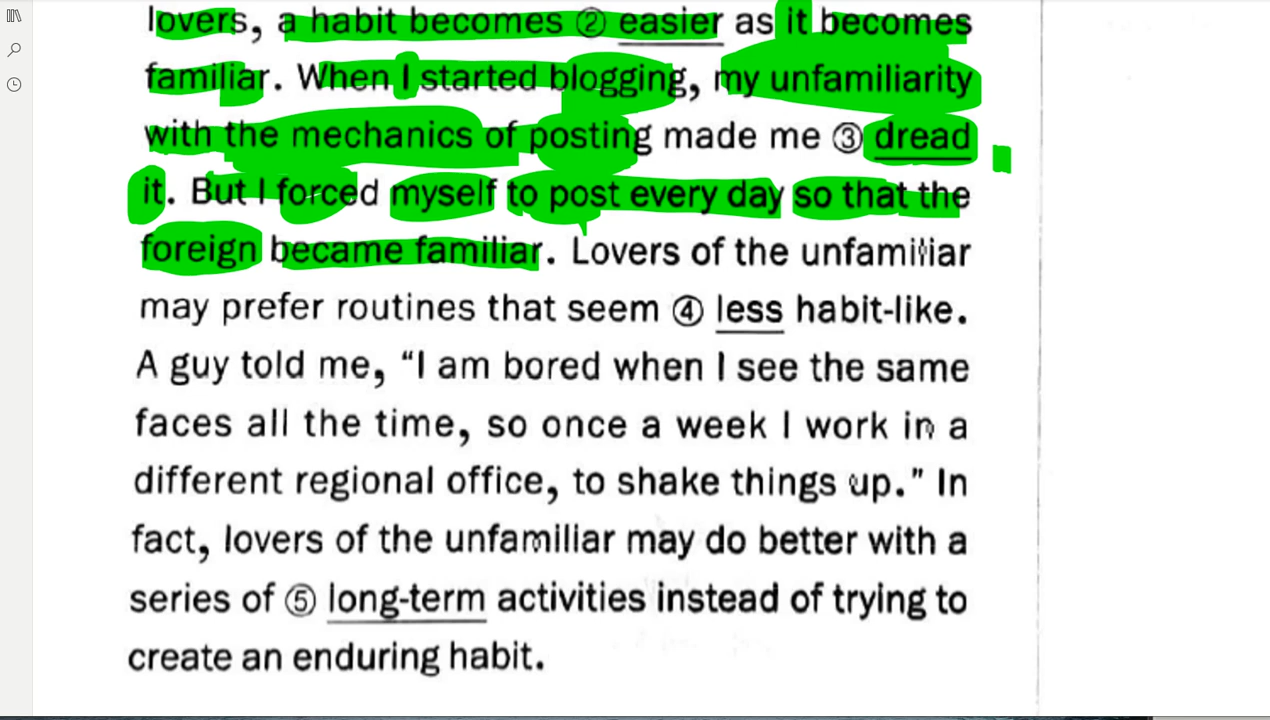 lovers, a habit becomes ② easier as it becomes
familiar. When I started blogging, my unfamiliarity
with the mechanics of posting made me ③ dread
it. But I forced myself to post every day so that the
foreign became familiar. Lovers of the unfamiliar
may prefer routines that seem ④ less habit-like.
A guy told me, “I am bored when I see the same
faces all the time, so once a week I work in a
different regional office, to shake things up.” In
fact, lovers of the unfamiliar may do better with a
series of ⑤ long-term activities instead of trying to
create an enduring habit.